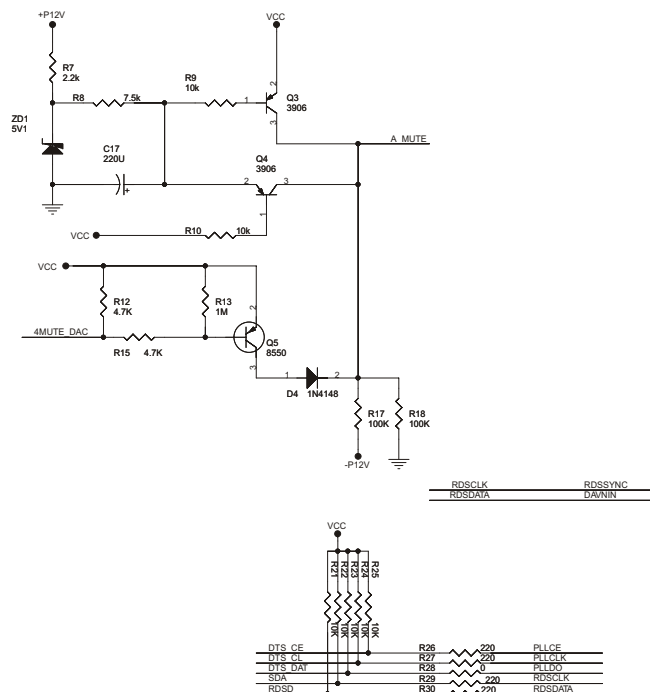 +P12V
VCC
R7
2.2k
R9
10k
R8
7.5k
Q3
3906
1
2
3
ZD1
5V1
C17
220U
+
A_MUTE
Q4
3906
2
3
1
VCC
R10
10k
VCC
R12
4.7K
R13
1M
2
4MUTE_DAC
R15
4.7K
Q5
8550
3
1
2
D4
1N4148
R17
100K
R18
100K
-P12V
RDSCLK
RDSSYNC
RDSDATA
DAVNIN
VCC
R21
R22
R23
R24
R25
10K
10K
10K
10K
10K
DTS_CE
R26
220
PLLCE
DTS_CL
R27
220
PLLCLK
DTS_DAT
R28
0
PLLDO
SDA
R29
220
RDSCLK
RDSD
R30
220
RDSDATA